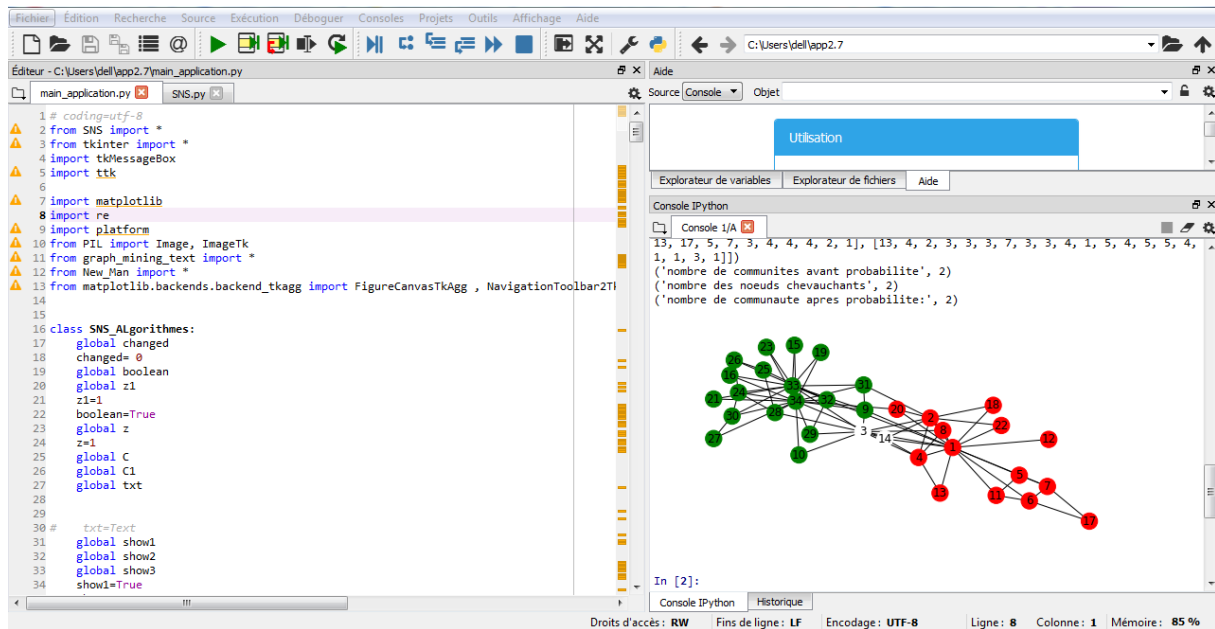 Fichier Édition Recherche Source Exécution Déboguer Consoles Projets Outils Affichage Aide
C:\Users\dell\app2.7
Éditeur - C:\Users\dell\app2.7\main_application.py
main_application.py SNS.py
1 # coding=utf-8
2 from SNS import *
3 from tkinter import *
4 import tkMessageBox
5 import ttk
6
7 import matplotlib
8 import re
9 import platform
10 from PIL import Image, ImageTk
11 from graph_mining_text import *
12 from New_Man import *
13 from matplotlib.backends.backend_tkagg import FigureCanvasTkAgg , NavigationToolbar2Tk
14
15
16 class SNS_ALgorithmes:
17 global changed
18 changed= 0
19 global boolean
20 global z1
21 z1=1
22 boolean=True
23 global z
24 z=1
25 global C
26 global C1
27 global txt
28
29
30 # txt=Text
31 global show1
32 global show2
33 global show3
34 show1=True
Aide
Source Console Objet
Utilisation
Explorateur de variables Explorateur de fichiers Aide
Console IPython
Console 1/A
13, 17, 5, 7, 3, 4, 4, 4, 2, 1], [13, 4, 2, 3, 3, 3, 7, 3, 3, 4, 1, 5, 4, 5, 5, 4,
1, 1, 3, 1]])
('nombre de communites avant probabilite', 2)
('nombre des noeuds chevauchants', 2)
('nombre de communaute apres probabilite:', 2)
23 15 19
26
16 25
33 31
21 24 34 32
30 28 9 20 2 18
27 29 3 14 8 22
10 4 1 12
13 5
11 7
6
17
In [2]:
Console IPython Historique
Droits d'accès : RW Fins de ligne : LF Encodage : UTF-8 Ligne : 8 Colonne : 1 Mémoire : 85 %